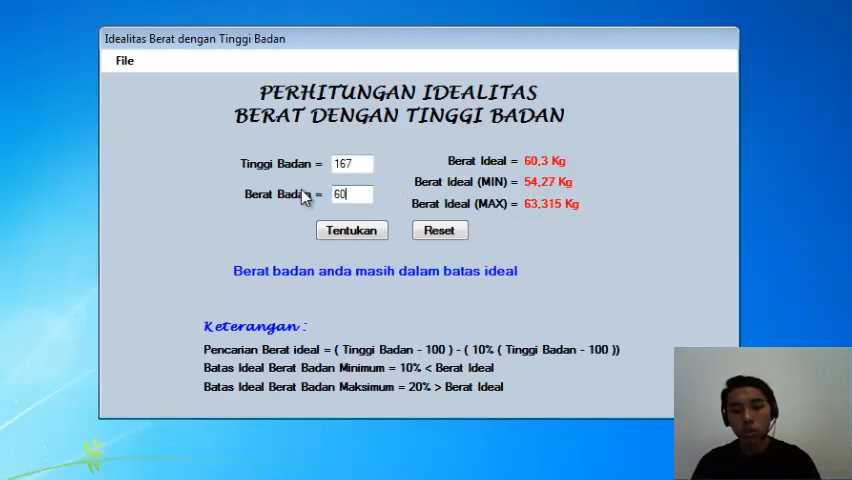 Idealitas Berat dengan Tinggi Badan
File
PERHITUNGAN IDEALITAS
BERAT DENGAN TINGGI BADAN
Tinggi Badan = 167
Berat Badan = 60
Berat Ideal = 60,3 Kg
Berat Ideal (MIN) = 54,27 Kg
Berat Ideal (MAX) = 63,315 Kg
Tentukan Reset
Berat badan anda masih dalam batas ideal
Keterangan :
Pencarian Berat ideal = ( Tinggi Badan - 100 ) - ( 10% ( Tinggi Badan - 100 ))
Batas Ideal Berat Badan Minimum = 10% < Berat Ideal
Batas Ideal Berat Badan Maksimum = 20% > Berat Ideal